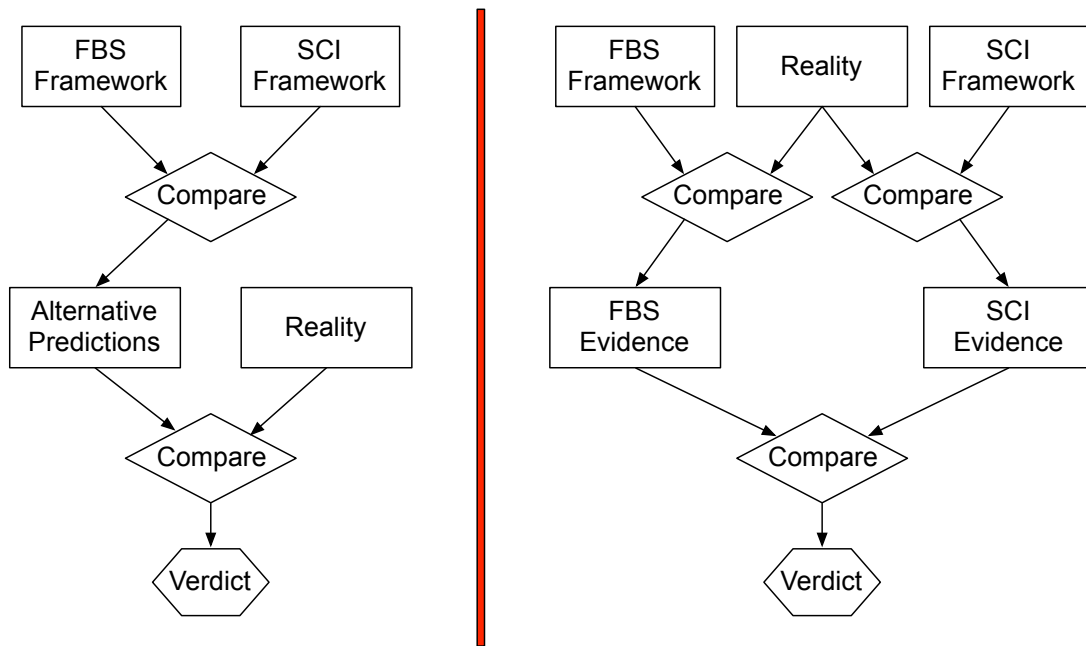 FBS
Framework
SCI
Framework
Compare
Alternative
Predictions
Reality
Compare
Verdict
FBS
Framework
Reality
SCI
Framework
Compare
Compare
FBS
Evidence
SCI
Evidence
Compare
Verdict